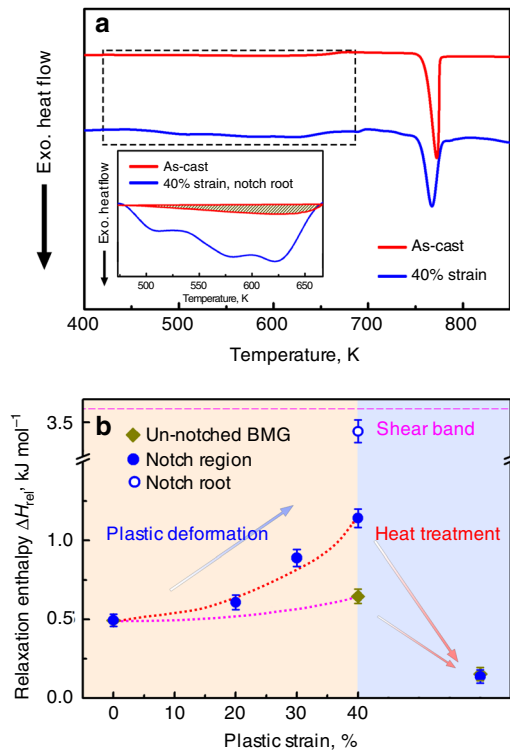 a
Exo. heat flow
As-cast
40% strain, notch root
Exo. heatflow
500 550 600 650
Temperature, K
As-cast
40% strain
400 500 600 700 800
Temperature, K
b
3.5
Shear band
Un-notched BMG
Notch region
Notch root
Plastic deformation
Heat treatment
Relaxation enthalpy ΔHrel, kJ mol⁻¹
1.0
0.5
0.0
0 20 30 40
Plastic strain, %